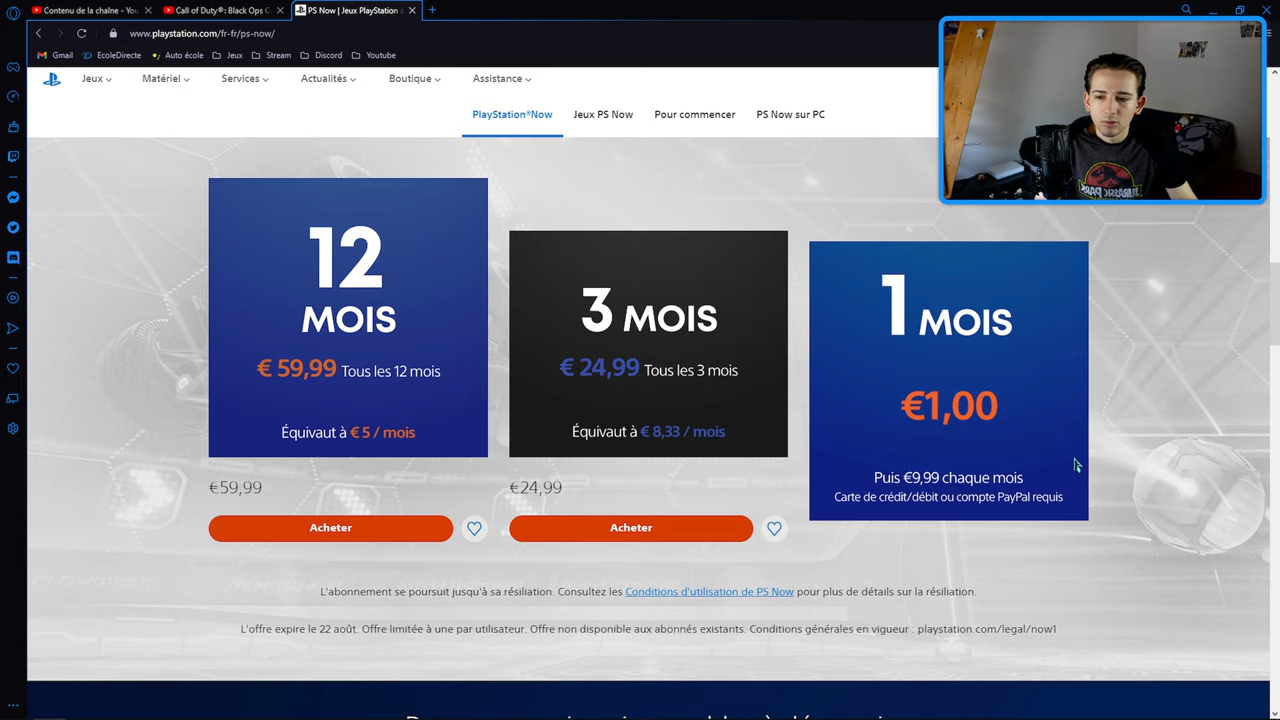 Contenu de la chaîne - You
Call of Duty®: Black Ops C
PS Now | Jeux PlayStation à
www.playstation.com/fr-fr/ps-now/
Gmail EcoleDirecte Auto école Jeux Stream Discord Youtube
Jeux Matériel Services Actualités Boutique Assistance
PlayStation®Now Jeux PS Now Pour commencer PS Now sur PC
12
MOIS
€ 59,99 Tous les 12 mois
Équivaut à € 5 / mois
€59,99
Acheter
3 MOIS
€ 24,99 Tous les 3 mois
Équivaut à € 8,33 / mois
€24,99
Acheter
1 MOIS
€1,00
Puis €9,99 chaque mois
Carte de crédit/débit ou compte PayPal requis
L'abonnement se poursuit jusqu'à sa résiliation. Consultez les Conditions d'utilisation de PS Now pour plus de détails sur la résiliation.
L'offre expire le 22 août. Offre limitée à une par utilisateur. Offre non disponible aux abonnés existants. Conditions générales en vigueur : playstation.com/legal/now1